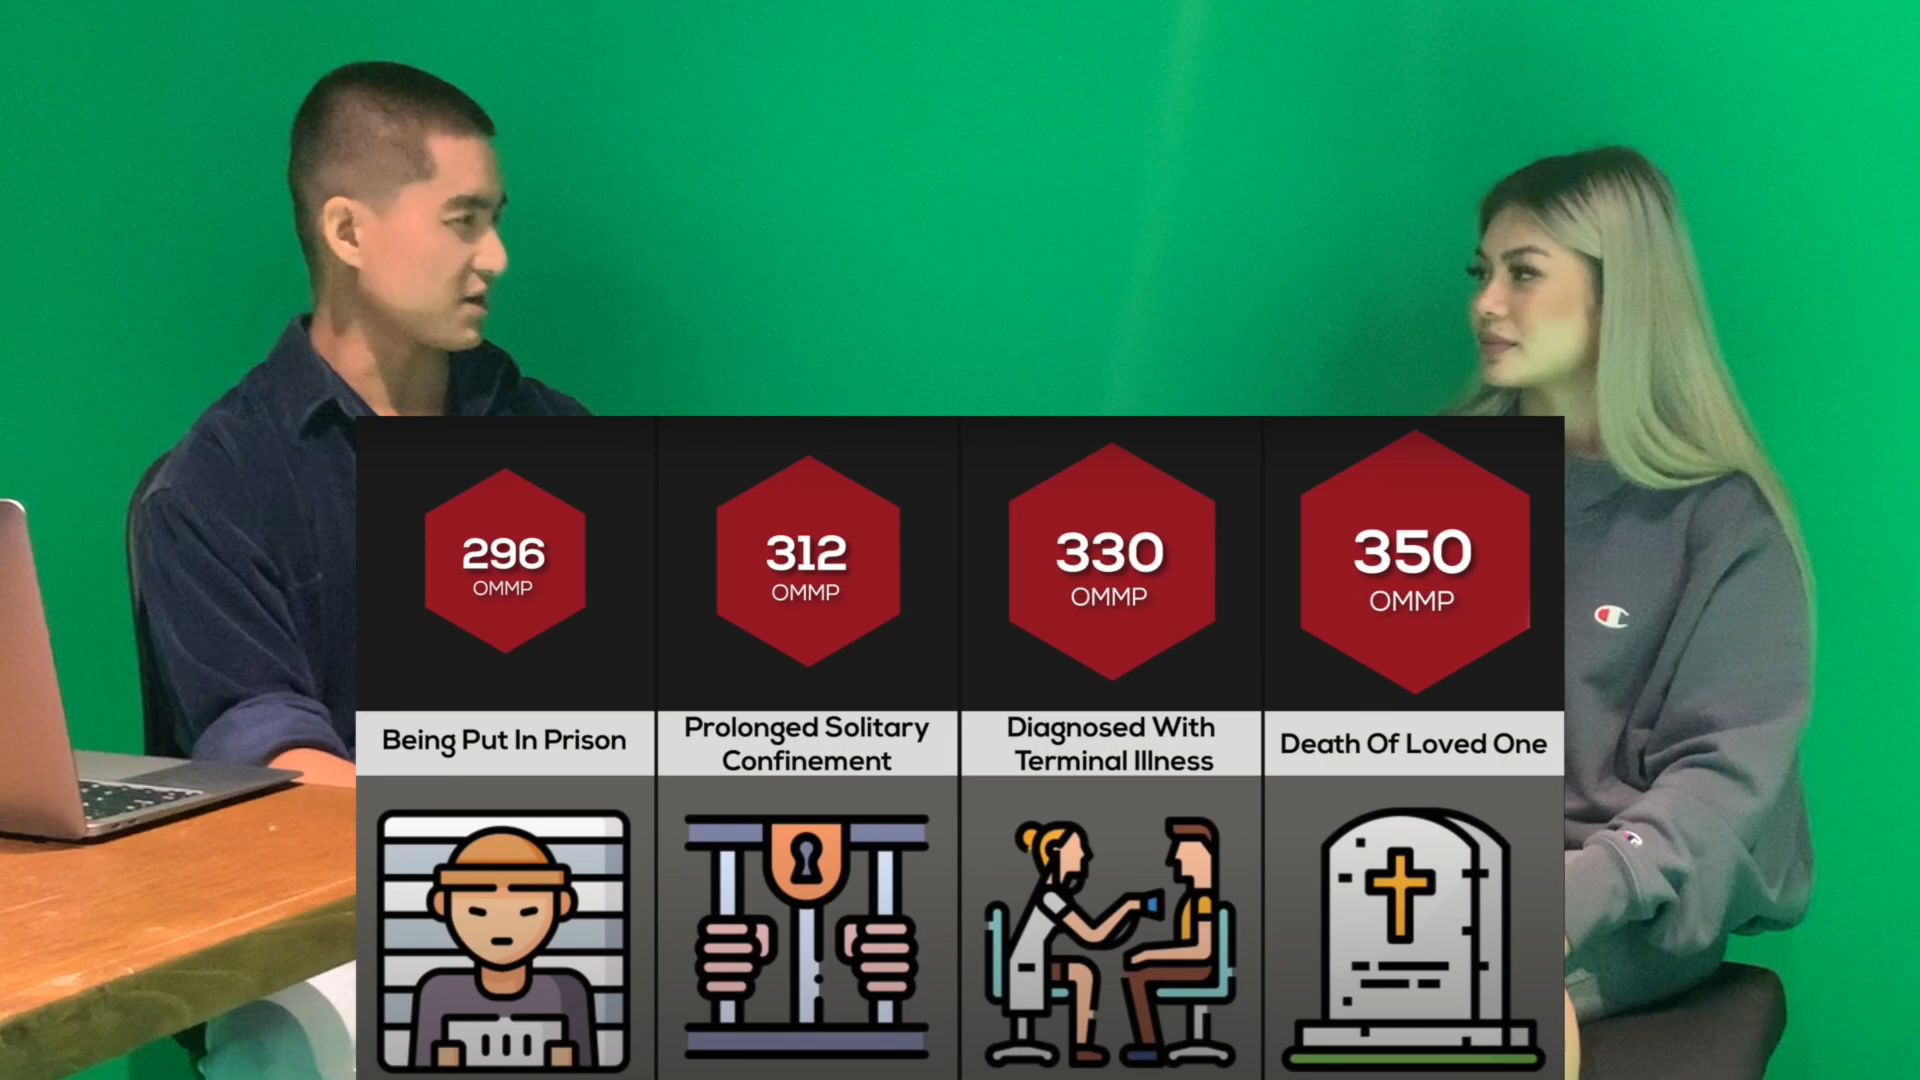 296
OMMP
312
OMMP
330
OMMP
350
OMMP
Being Put In Prison
Prolonged Solitary
Confinement
Diagnosed With
Terminal Illness
Death Of Loved One